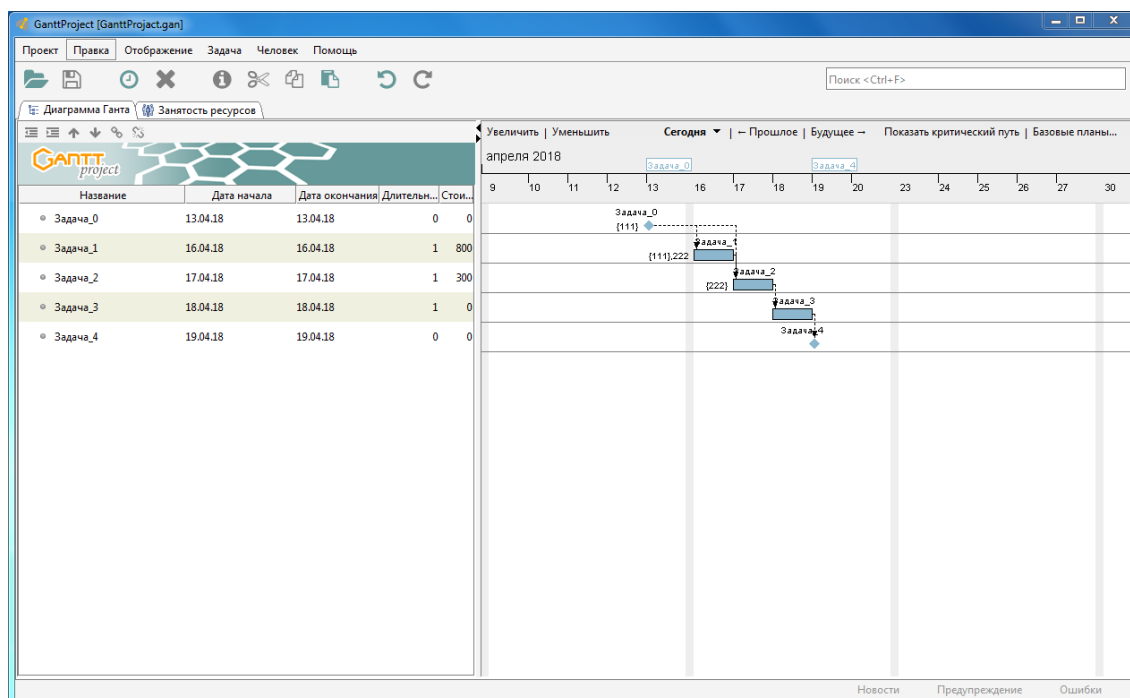 GanttProject [GanttProjact.gan]
Проект Правка Отображение Задача Человек Помощь
Поиск <Ctrl+F>
Диаграмма Ганта Занятость ресурсов
Увеличить | Уменьшить Сегодня ▼ | ← Прошлое | Будущее → Показать критический путь | Базовые планы...
GANTT project
апреля 2018
Задача_0 Задача_4
9 10 11 12 13 16 17 18 19 20 23 24 25 26 27 30
Название Дата начала Дата окончания Длительн... Стои...
Задача_0 13.04.18 13.04.18 0 0
Задача_1 16.04.18 16.04.18 1 800
Задача_2 17.04.18 17.04.18 1 300
Задача_3 18.04.18 18.04.18 1 0
Задача_4 19.04.18 19.04.18 0 0
Задача_0
{111}
Задача_1
{111},222
Задача_2
{222}
Задача_3
Задача_4
Новости Предупреждение Ошибки